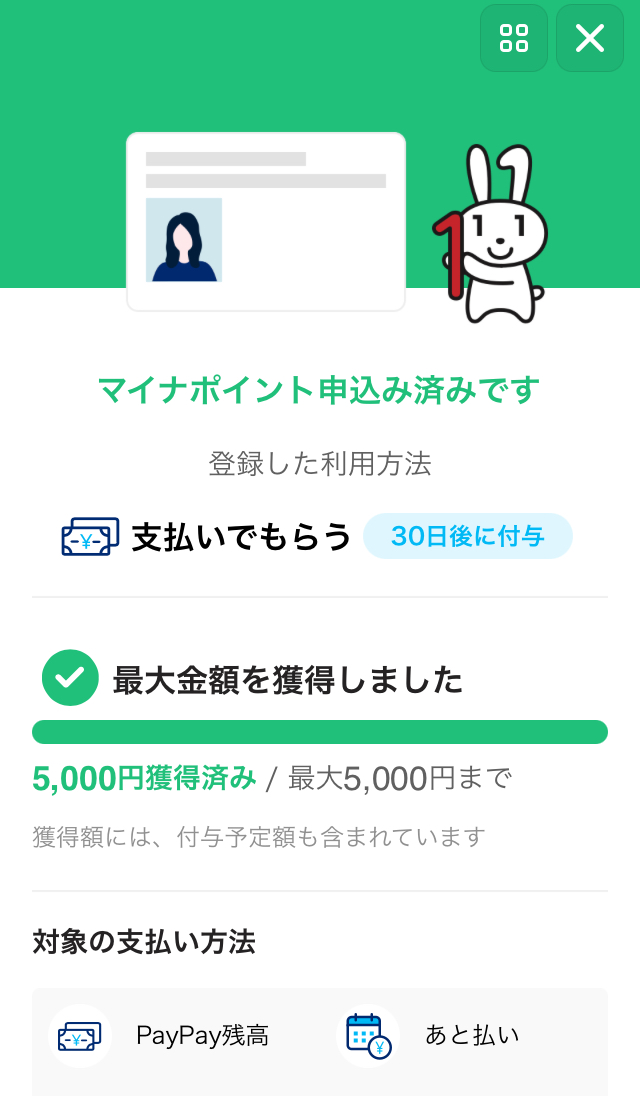 マイナポイント申込み済みです
登録した利用方法
支払いでもらう 30日後に付与
最大金額を獲得しました
5,000円獲得済み / 最大5,000円まで
獲得額には、付与予定額も含まれています
対象の支払い方法
PayPay残高 あと払い